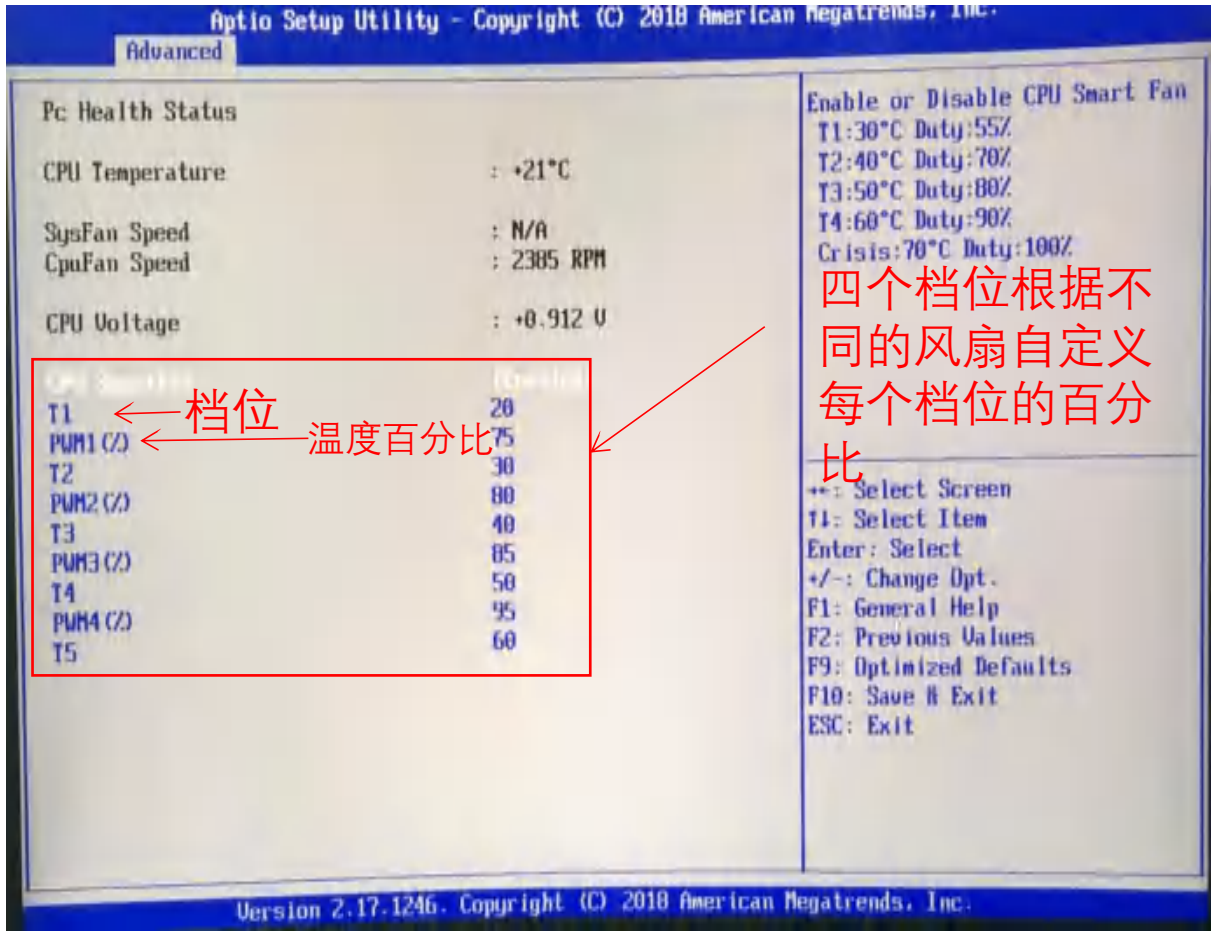 Aptio Setup Utility - Copyright (C) 2018 American Megatrends, Inc.
Advanced
Pc Health Status
CPU Temperature : +21°C
SysFan Speed : N/A
CpuFan Speed : 2385 RPM
CPU Voltage : +0.912 V
T1 20
档位
PWM1(%) 75
温度百分比
T2 30
PWM2(%) 80
T3 40
PWM3(%) 85
T4 50
PWM4(%) 95
T5 60
Enable or Disable CPU Smart Fan
T1:30°C Duty:55%
T2:40°C Duty:70%
T3:50°C Duty:80%
T4:60°C Duty:90%
Crisis:70°C Duty:100%
四个档位根据不
同的风扇自定义
每个档位的百分
比
→←: Select Screen
↑↓: Select Item
Enter: Select
+/-: Change Opt.
F1: General Help
F2: Previous Values
F9: Optimized Defaults
F10: Save & Exit
ESC: Exit
Version 2.17.1246. Copyright (C) 2018 American Megatrends, Inc.